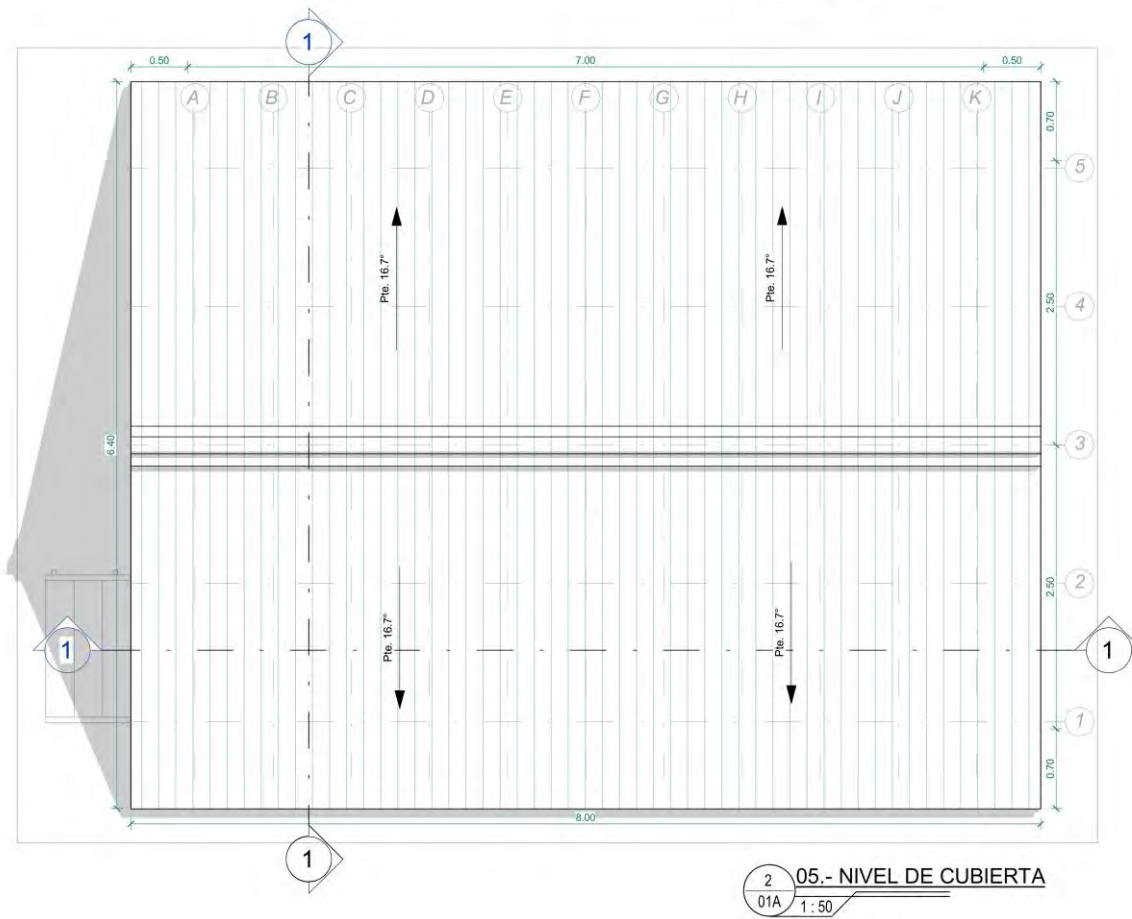 1
0.50 7.00 0.50
A B C D E F G H I J K
0.70
5
Pte. 16.7° Pte. 16.7°
2.50
4
6.40
3
2.50
2
Pte. 16.7° Pte. 16.7°
1 1
1
0.70
8.00
1
2 05.- NIVEL DE CUBIERTA
01A 1 : 50